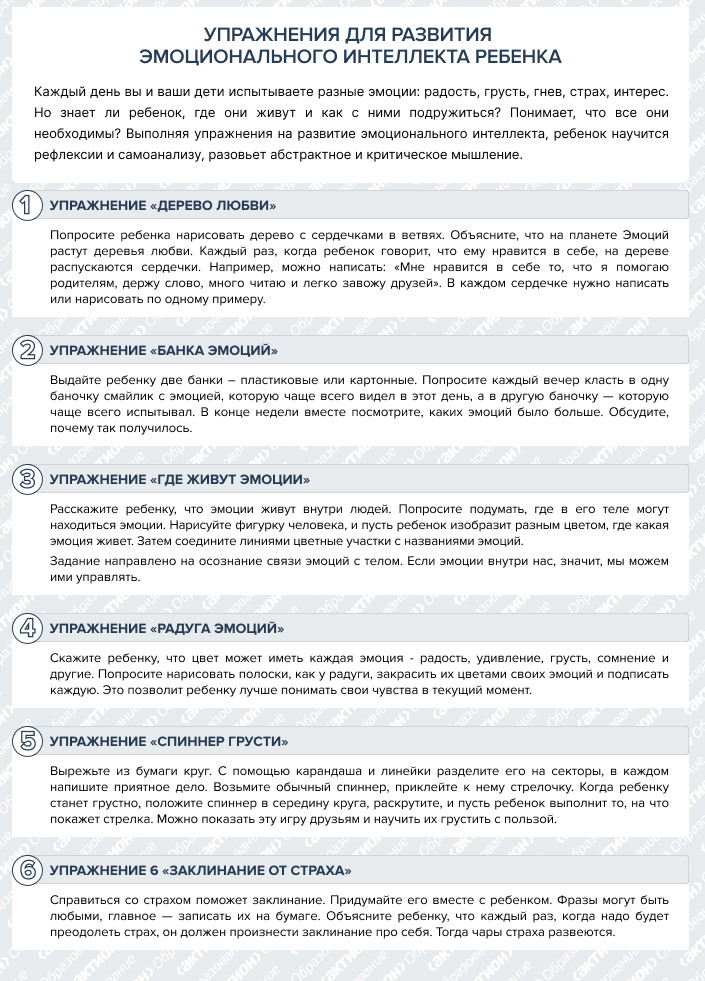 УПРАЖНЕНИЯ ДЛЯ РАЗВИТИЯ
ЭМОЦИОНАЛЬНОГО ИНТЕЛЛЕКТА РЕБЕНКА
Каждый день вы и ваши дети испытываете разные эмоции: радость, грусть, гнев, страх, интерес.
Но знает ли ребенок, где они живут и как с ними подружиться? Понимает, что все они
необходимы? Выполняя упражнения на развитие эмоционального интеллекта, ребенок научится
рефлексии и самоанализу, разовьет абстрактное и критическое мышление.
1 УПРАЖНЕНИЕ «ДЕРЕВО ЛЮБВИ»
Попросите ребенка нарисовать дерево с сердечками в ветвях. Объясните, что на планете Эмоций
растут деревья любви. Каждый раз, когда ребенок говорит, что ему нравится в себе, на дереве
распускаются сердечки. Например, можно написать: «Мне нравится в себе то, что я помогаю
родителям, держу слово, много читаю и легко завожу друзей». В каждом сердечке нужно написать
или нарисовать по одному примеру.
2 УПРАЖНЕНИЕ «БАНКА ЭМОЦИЙ»
Выдайте ребенку две банки – пластиковые или картонные. Попросите каждый вечер класть в одну
баночку смайлик с эмоцией, которую чаще всего видел в этот день, а в другую баночку — которую
чаще всего испытывал. В конце недели вместе посмотрите, каких эмоций было больше. Обсудите,
почему так получилось.
3 УПРАЖНЕНИЕ «ГДЕ ЖИВУТ ЭМОЦИИ»
Расскажите ребенку, что эмоции живут внутри людей. Попросите подумать, где в его теле могут
находиться эмоции. Нарисуйте фигурку человека, и пусть ребенок изобразит разным цветом, где какая
эмоция живет. Затем соедините линиями цветные участки с названиями эмоций.
Задание направлено на осознание связи эмоций с телом. Если эмоции внутри нас, значит, мы можем
ими управлять.
4 УПРАЖНЕНИЕ «РАДУГА ЭМОЦИЙ»
Скажите ребенку, что цвет может иметь каждая эмоция - радость, удивление, грусть, сомнение и
другие. Попросите нарисовать полоски, как у радуги, закрасить их цветами своих эмоций и подписать
каждую. Это позволит ребенку лучше понимать свои чувства в текущий момент.
5 УПРАЖНЕНИЕ «СПИННЕР ГРУСТИ»
Вырежьте из бумаги круг. С помощью карандаша и линейки разделите его на секторы, в каждом
напишите приятное дело. Возьмите обычный спиннер, приклейте к нему стрелочку. Когда ребенку
станет грустно, положите спиннер в середину круга, раскрутите, и пусть ребенок выполнит то, на что
покажет стрелка. Можно показать эту игру друзьям и научить их грустить с пользой.
6 УПРАЖНЕНИЕ 6 «ЗАКЛИНАНИЕ ОТ СТРАХА»
Справиться со страхом поможет заклинание. Придумайте его вместе с ребенком. Фразы могут быть
любыми, главное — записать их на бумаге. Объясните ребенку, что каждый раз, когда надо будет
преодолеть страх, он должен произнести заклинание про себя. Тогда чары страха развеются.